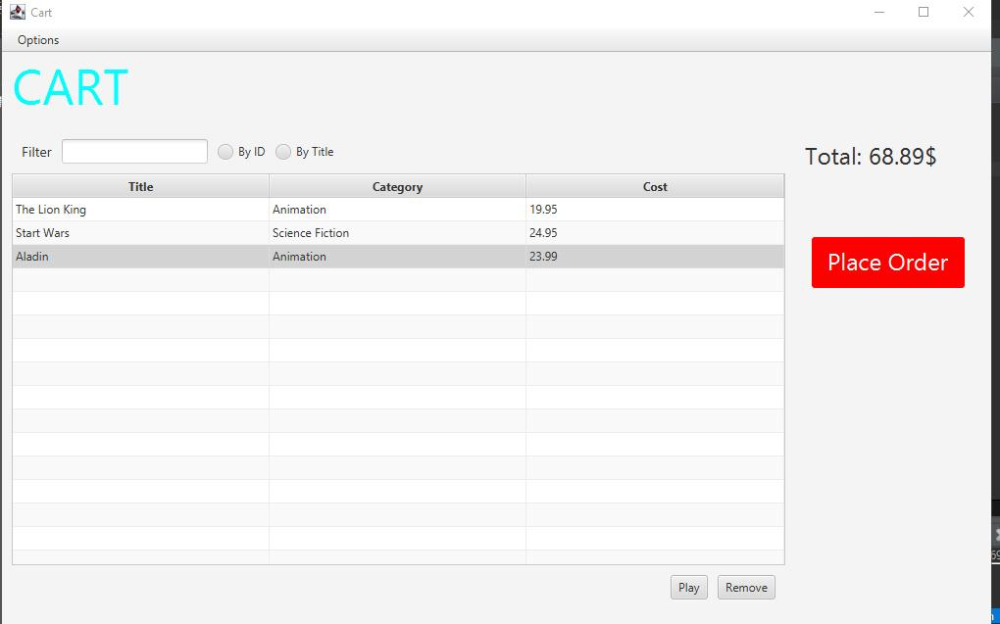 Cart
Options
CART
Filter By ID By Title
Total: 68.89$
Title Category Cost
The Lion King Animation 19.95
Start Wars Science Fiction 24.95
Aladin Animation 23.99
Place Order
Play Remove